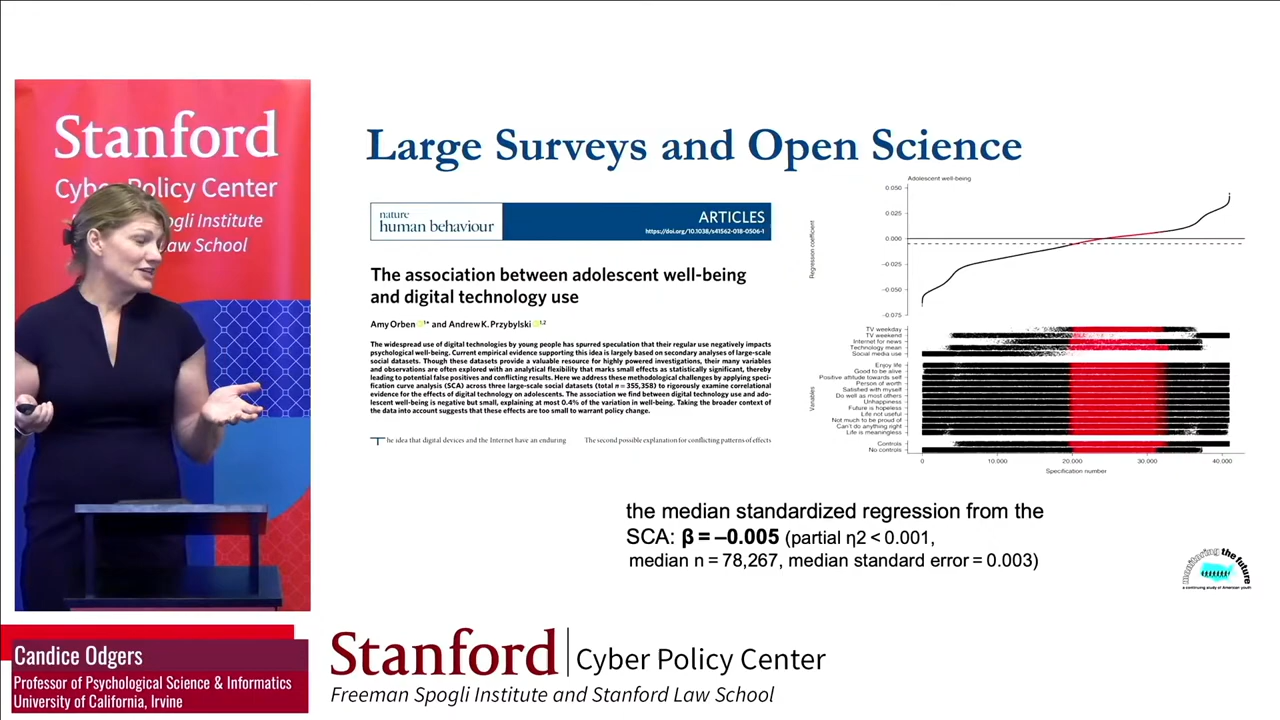 Stanford
Cyber Policy Center
Spogli Institute
Law School
Large Surveys and Open Science
nature
human behaviour
ARTICLES
https://doi.org/10.1038/s41562-018-0506-1
The association between adolescent well-being
and digital technology use
Amy Orben 1* and Andrew K. Przybylski 1,2
The widespread use of digital technologies by young people has spurred speculation that their regular use negatively impacts
psychological well-being. Current empirical evidence supporting this idea is largely based on secondary analyses of large-scale
social datasets. Though these datasets provide a valuable resource for highly powered investigations, their many variables
and observations are often explored with an analytical flexibility that marks small effects as statistically significant, thereby
leading to potential false positives and conflicting results. Here we address these methodological challenges by applying speci-
fication curve analysis (SCA) across three large-scale social datasets (total n = 355,358) to rigorously examine correlational
evidence for the effects of digital technology on adolescents. The association we find between digital technology use and ado-
lescent well-being is negative but small, explaining at most 0.4% of the variation in well-being. Taking the broader context of
the data into account suggests that these effects are too small to warrant policy change.
The idea that digital devices and the Internet have an enduring
The second possible explanation for conflicting patterns of effects
Adolescent well-being
0.050
0.025
0.000
−0.025
−0.050
−0.075
Regression coefficient
TV weekday
TV weekend
Internet for news
Technology mean
Social media use
Enjoy life
Good to be alive
Positive attitude towards self
Person of worth
Satisfied with myself
Do well as most others
Unhappiness
Future is hopeless
Life not useful
Not much to be proud of
Can't do anything right
Life is meaningless
Controls
No controls
Variables
0 10,000 20,000 30,000 40,000
Specification number
the median standardized regression from the
SCA: β = –0.005 (partial η2 < 0.001,
median n = 78,267, median standard error = 0.003)
monitoring the future
a continuing study of American youth
Candice Odgers
Professor of Psychological Science & Informatics
University of California, Irvine
Stanford | Cyber Policy Center
Freeman Spogli Institute and Stanford Law School